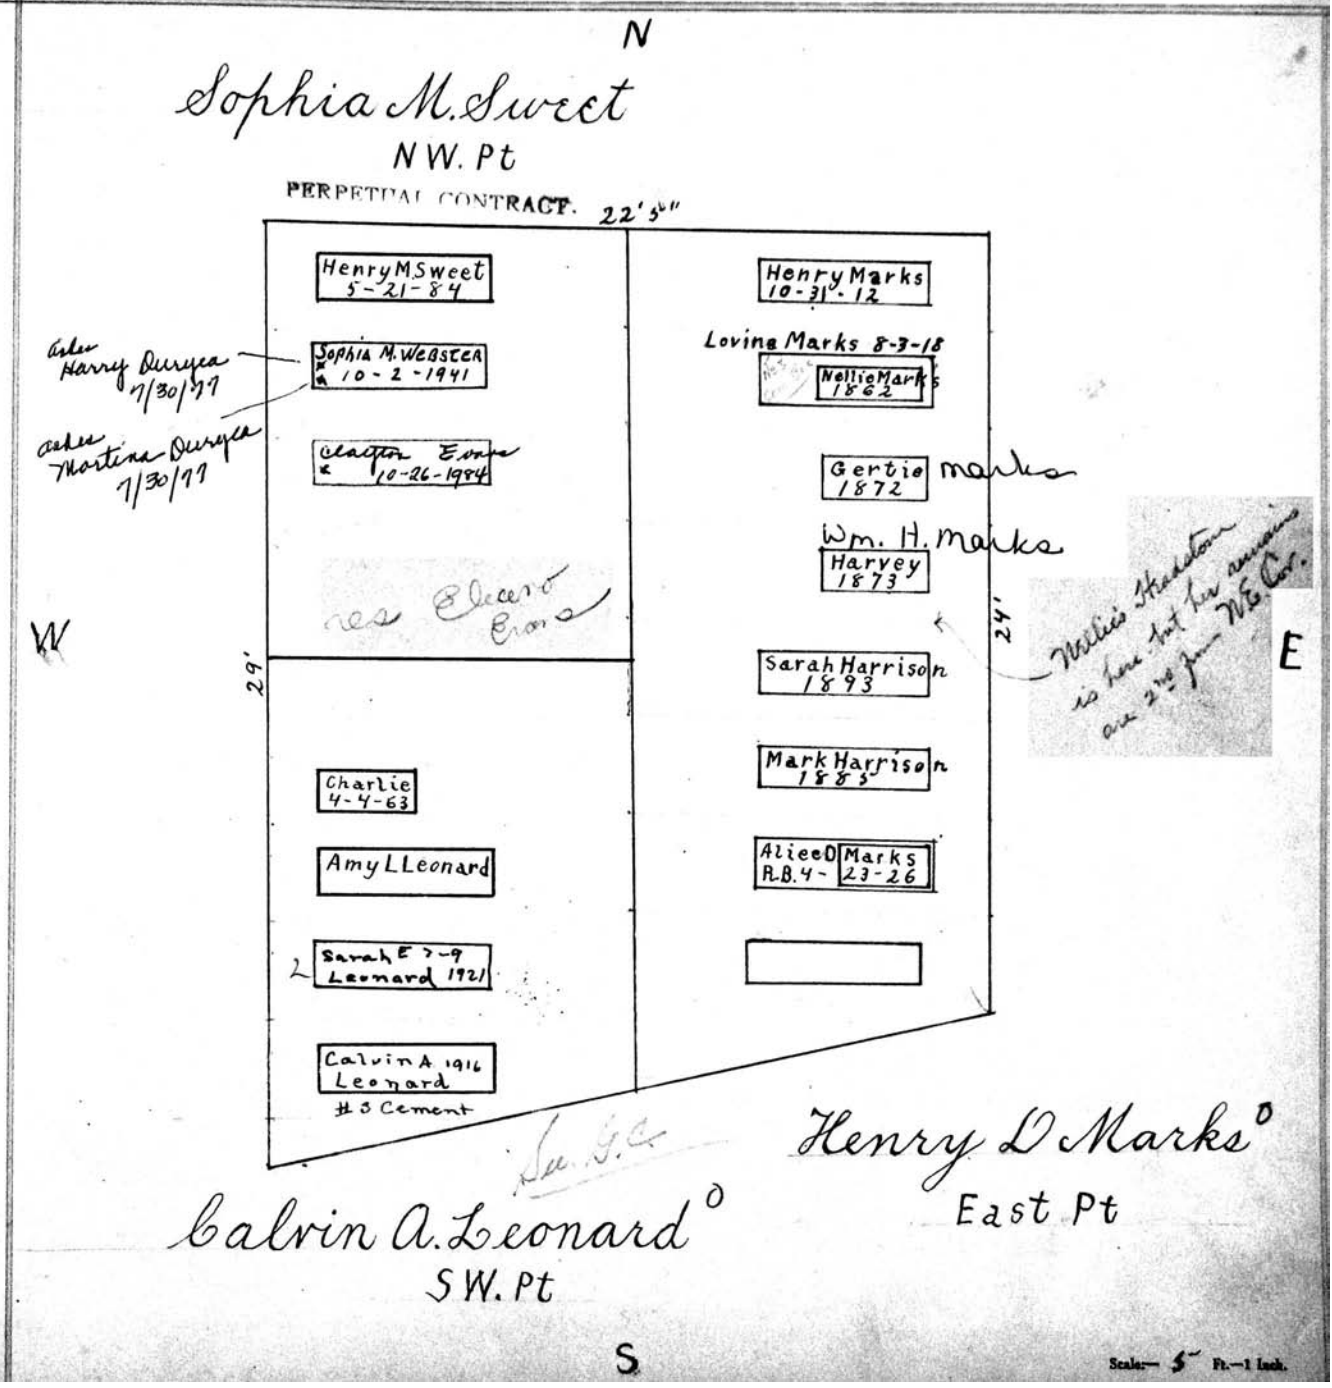 N
Sophia M. Sweet
NW. Pt
PERPETUAL CONTRACT.
22' 5"
Henry M Sweet
5-21-84
ashes
Harry Duryea
7/30/77
Sophia M. Webster
x 10-2-1941
ashes
Martina Duryea
7/30/77
Clayton Evans
x 10-26-1984
res Eleanor
Evans
W
29'
Charlie
4-4-63
Amy L Leonard
2
Sarah E 7-9
Leonard 1921
Calvin A. 1916
Leonard
#3 Cement
Henry Marks
10-31-12
Lovina Marks 8-3-18
No 3
Nellie Marks
1862
Gertie marks
1872
Wm. H. Marks
Harvey
1873
24'
Nellie's Headstone
is here but her remains
are 2nd from N.E. Cor.
E
Sarah Harrison
1893
Mark Harrison
1885
Alice D Marks
R.B. 4-23-26
Henry D Marks o
East Pt
Calvin A. Leonard o
SW. Pt
S
Scale:— 5 Ft.—1 Inch.